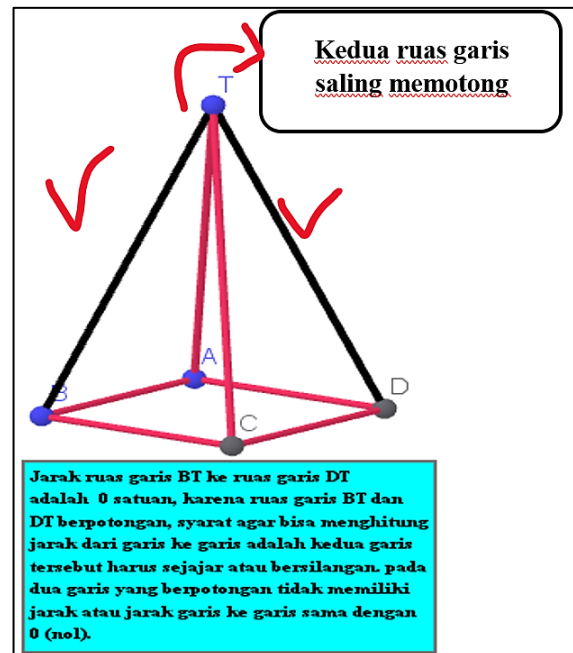 Kedua ruas garis
saling memotong
T
A
B
D
C
Jarak ruas garis BT ke ruas garis DT
adalah 0 satuan, karena ruas garis BT dan
DT berpotongan, syarat agar bisa menghitung
jarak dari garis ke garis adalah kedua garis
tersebut harus sejajar atau bersilangan. pada
dua garis yang berpotongan tidak memiliki
jarak atau jarak garis ke garis sama dengan
0 (nol).